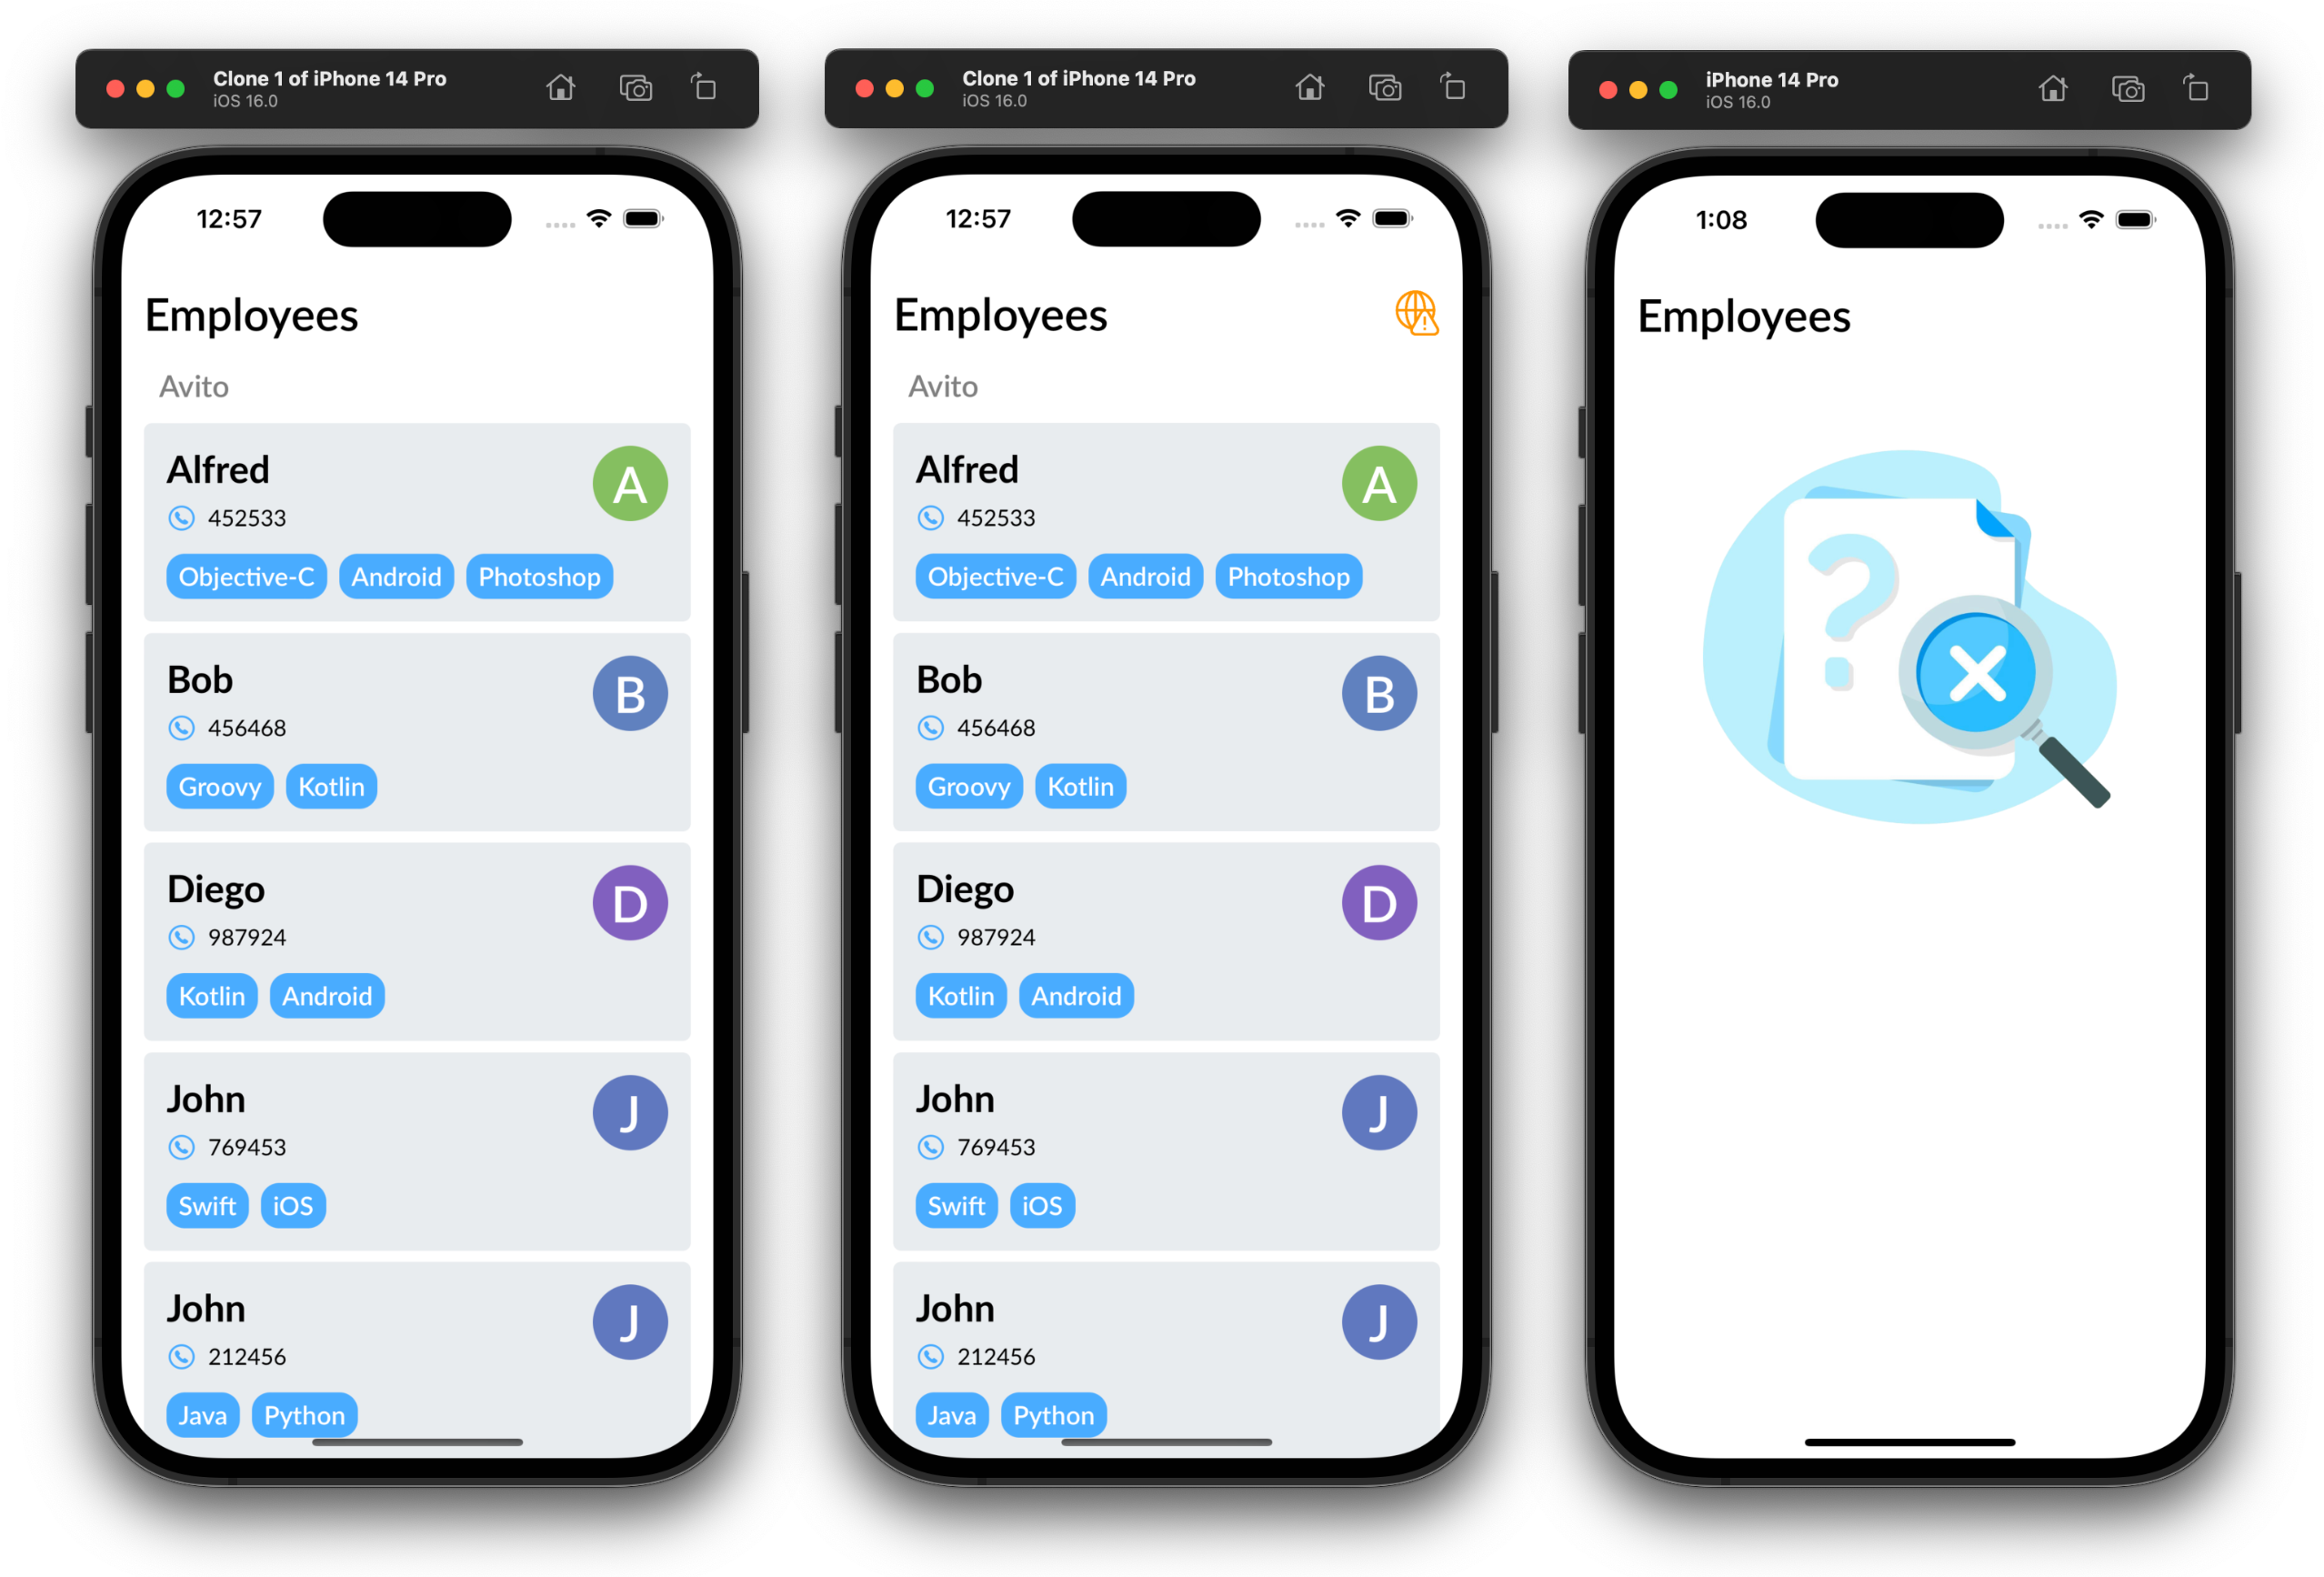 Clone 1 of iPhone 14 Pro
iOS 16.0
12:57
Employees
Avito
Alfred
A
452533
Objective-C Android Photoshop
Bob
B
456468
Groovy Kotlin
Diego
D
987924
Kotlin Android
John
J
769453
Swift iOS
John
J
212456
Java Python
Clone 1 of iPhone 14 Pro
iOS 16.0
12:57
Employees
Avito
Alfred
A
452533
Objective-C Android Photoshop
Bob
B
456468
Groovy Kotlin
Diego
D
987924
Kotlin Android
John
J
769453
Swift iOS
John
J
212456
Java Python
iPhone 14 Pro
iOS 16.0
1:08
Employees
?